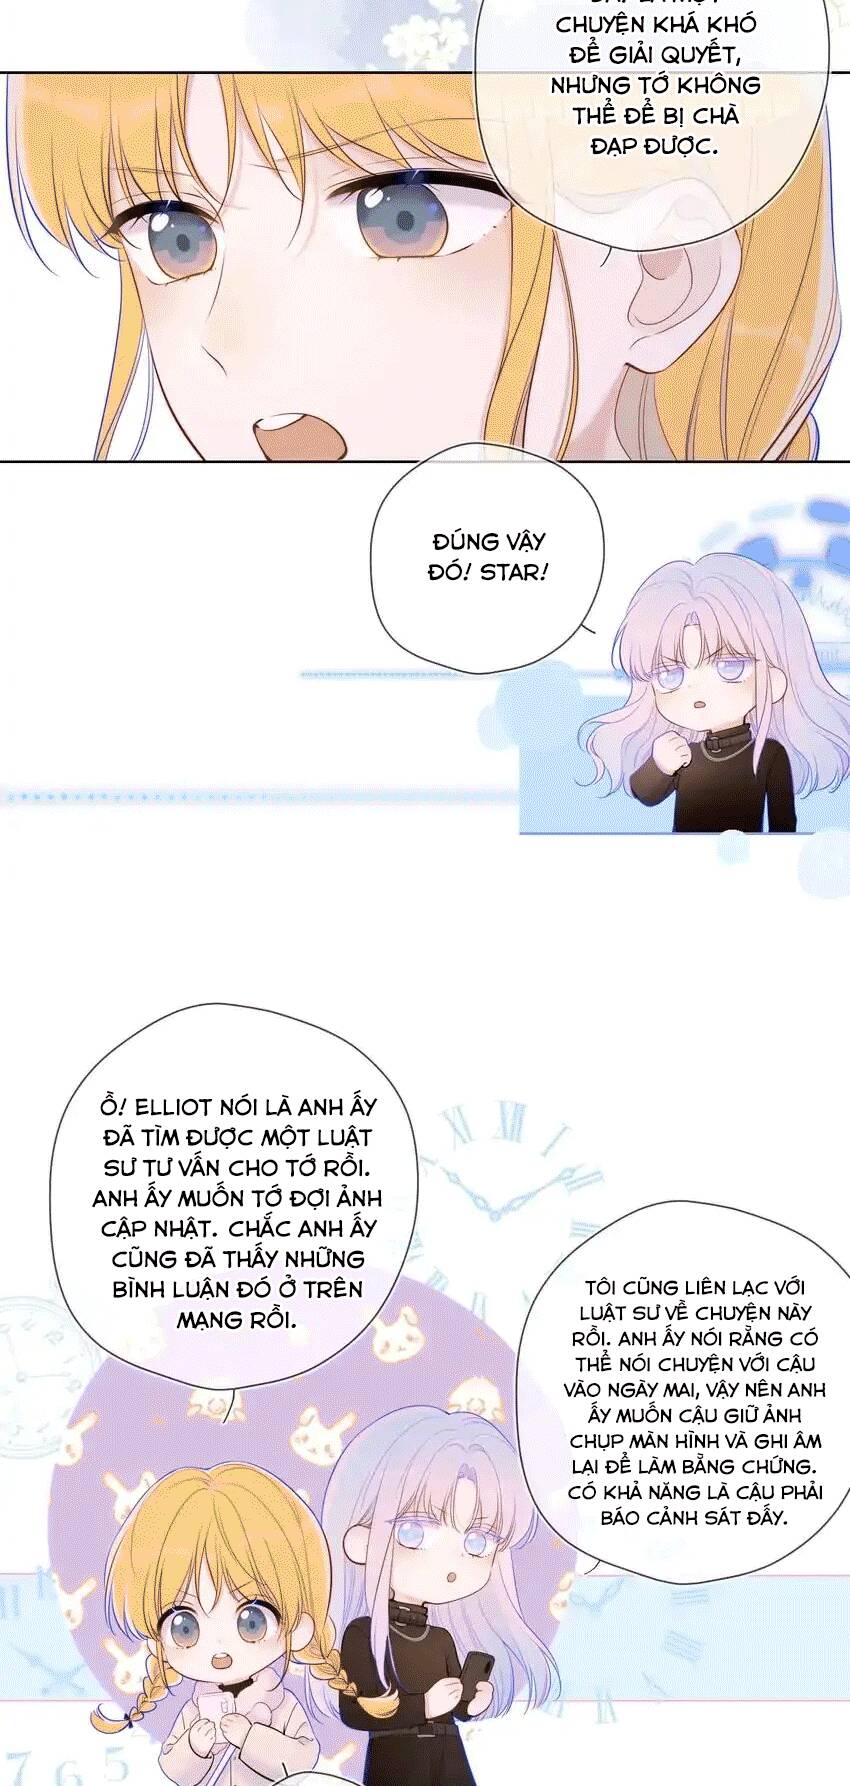 CHUYỆN KHÁ KHÓ
ĐỂ GIẢI QUYẾT,
NHƯNG TỚ KHÔNG
THỂ ĐỂ BỊ CHÀ
ĐẠP ĐƯỢC.
ĐÚNG VẬY
ĐÓ! STAR!
Ồ! ELLIOT NÓI LÀ ANH ẤY
ĐÃ TÌM ĐƯỢC MỘT LUẬT
SƯ TƯ VẤN CHO TỚ RỒI.
ANH ẤY MUỐN TỚ ĐỢI ẢNH
CẬP NHẬT. CHẮC ANH ẤY
CŨNG ĐÃ THẤY NHỮNG
BÌNH LUẬN ĐÓ Ở TRÊN
MẠNG RỒI.
TÔI CŨNG LIÊN LẠC VỚI
LUẬT SƯ VỀ CHUYỆN NÀY
RỒI. ANH ẤY NÓI RẰNG CÓ
THỂ NÓI CHUYỆN VỚI CẬU
VÀO NGÀY MAI, VẬY NÊN ANH
ẤY MUỐN CẬU GIỮ ẢNH
CHỤP MÀN HÌNH VÀ GHI ÂM
LẠI ĐỂ LÀM BẰNG CHỨNG.
CÓ KHẢ NĂNG LÀ CẬU PHẢI
BÁO CẢNH SÁT ĐẤY.
7 6 5